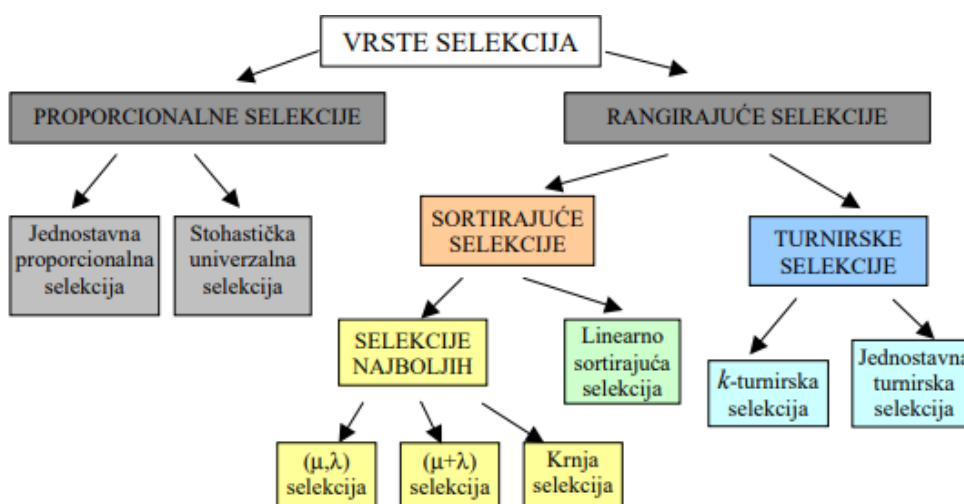 VRSTE SELEKCIJA
PROPORCIONALNE SELEKCIJE
RANGIRAJUĆE SELEKCIJE
Jednostavna
proporcionalna
selekcija
Stohastička
univerzalna
selekcija
SORTIRAJUĆE
SELEKCIJE
TURNIRSKE
SELEKCIJE
SELEKCIJE
NAJBOLJIH
Linearno
sortirajuća
selekcija
k-turnirska
selekcija
Jednostavna
turnirska
selekcija
(μ,λ)
selekcija
(μ+λ)
selekcija
Krnja
selekcija